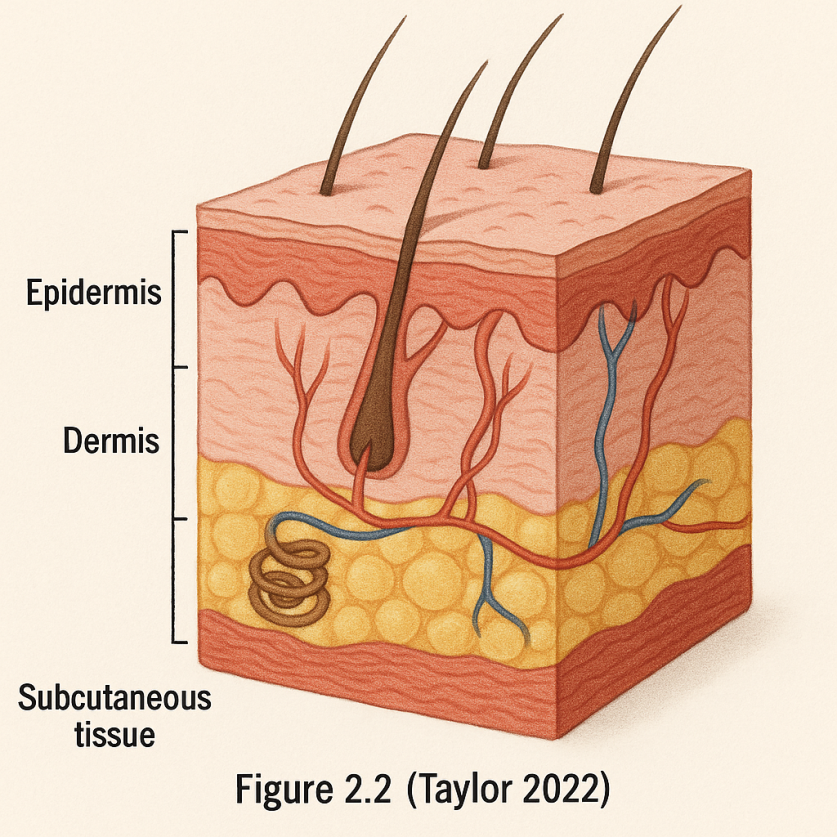 Epidermis
Dermis
Subcutaneous
tissue
Figure 2.2 (Taylor 2022)